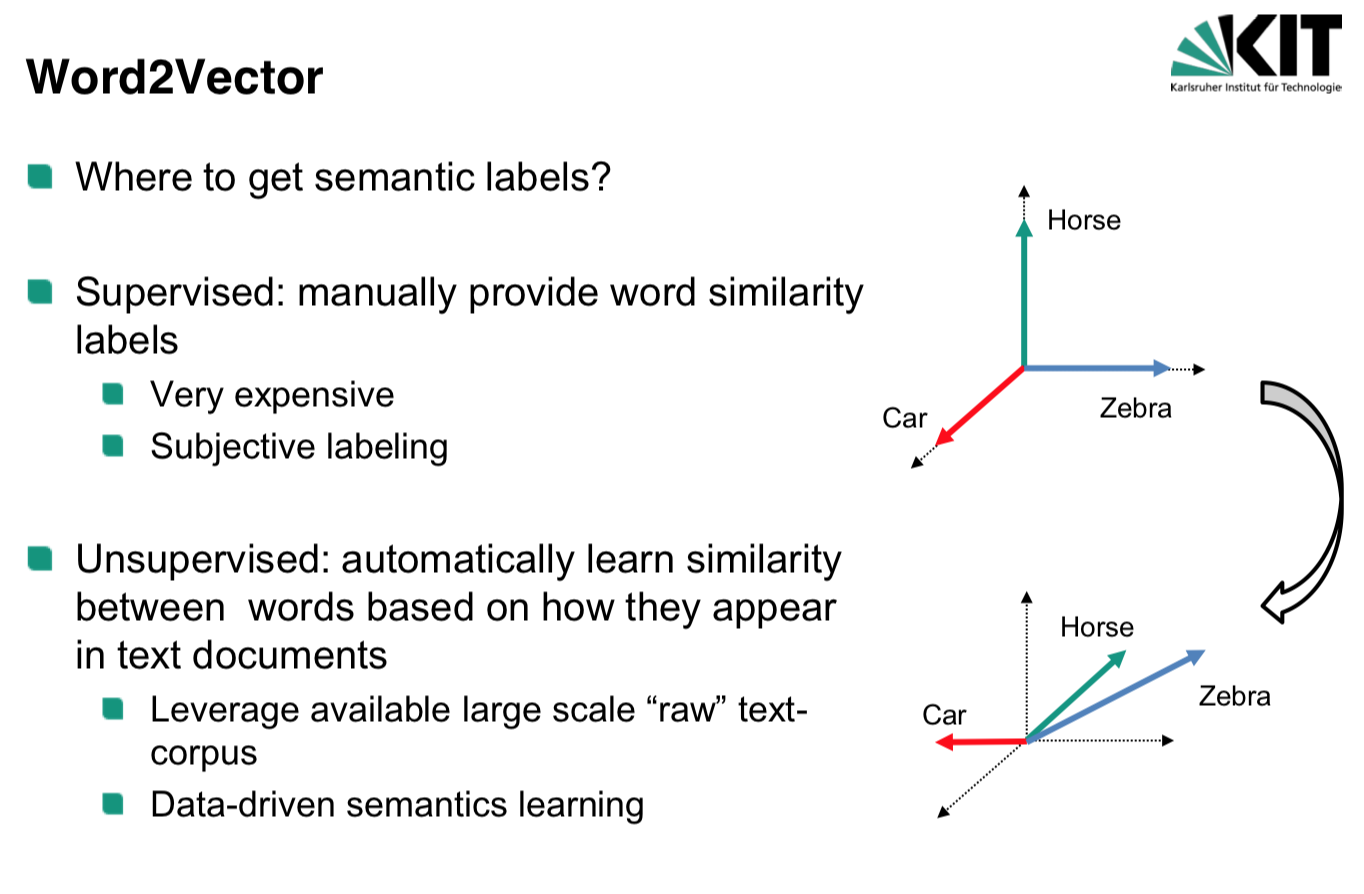 KIT
Karlsruher Institut für Technologie
Word2Vector
Where to get semantic labels?
Supervised: manually provide word similarity
labels
Very expensive
Subjective labeling
Unsupervised: automatically learn similarity
between  words based on how they appear
in text documents
Leverage available large scale “raw” text-
corpus
Data-driven semantics learning
Horse
Zebra
Car
Horse
Zebra
Car